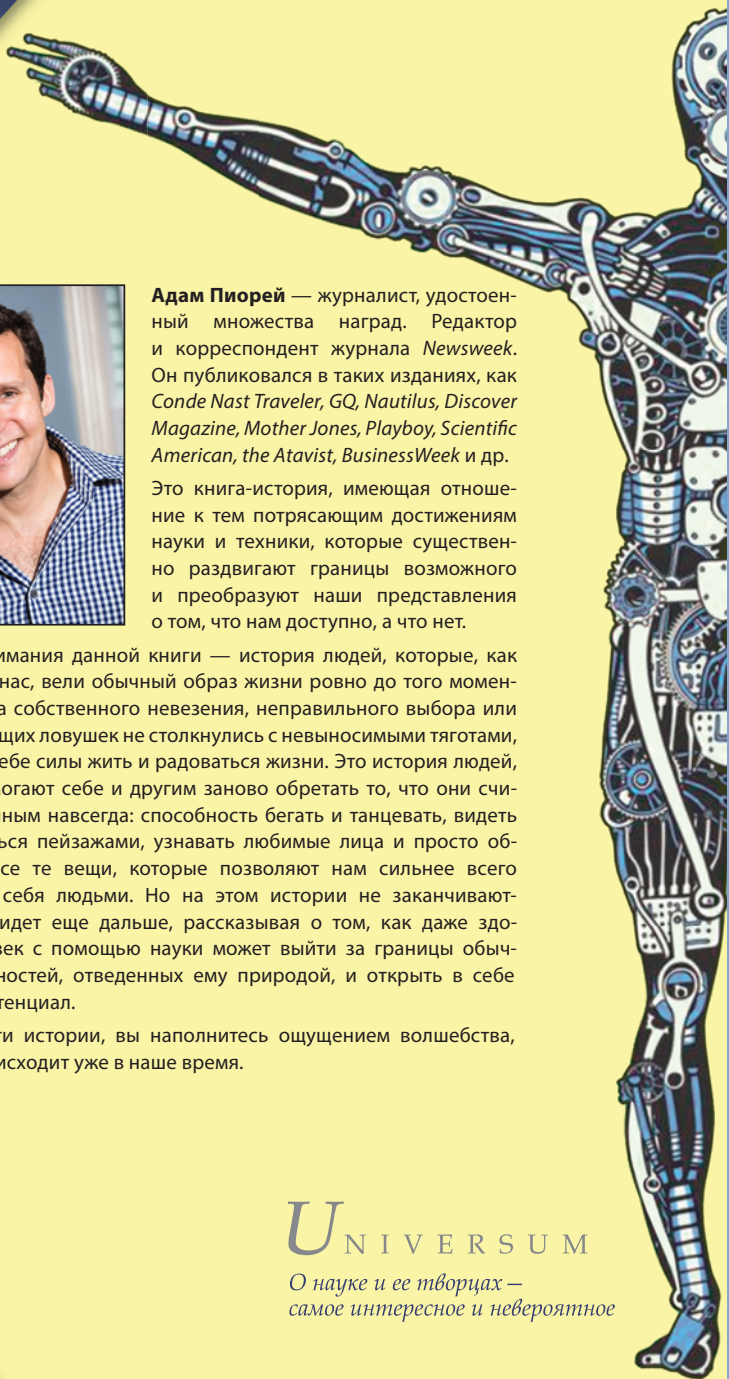 Адам Пиорей — журналист, удостоен-
ный множества наград. Редактор
и корреспондент журнала Newsweek.
Он публиковался в таких изданиях, как
Conde Nast Traveler, GQ, Nautilus, Discover
Magazine, Mother Jones, Playboy, Scientific
American, the Atavist, BusinessWeek и др.
Это книга-история, имеющая отноше-
ние к тем потрясающим достижениям
науки и техники, которые существен-
но раздвигают границы возможного
и преобразуют наши представления
о том, что нам доступно, а что нет.
имания данной книги — история людей, которые, как
нас, вели обычный образ жизни ровно до того момен-
а собственного невезения, неправильного выбора или
щих ловушек не столкнулись с невыносимыми тяготами,
ебе силы жить и радоваться жизни. Это история людей,
могают себе и другим заново обретать то, что они счи-
нным навсегда: способность бегать и танцевать, видеть
ься пейзажами, узнавать любимые лица и просто об-
се те вещи, которые позволяют нам сильнее всего
себя людьми. Но на этом истории не заканчивают-
идет еще дальше, рассказывая о том, как даже здо-
век с помощью науки может выйти за границы обыч-
ностей, отведенных ему природой, и открыть в себе
тенциал.
ти истории, вы наполнитесь ощущением волшебства,
исходит уже в наше время.
UNIVERSUM
О науке и ее творцах —
самое интересное и невероятное